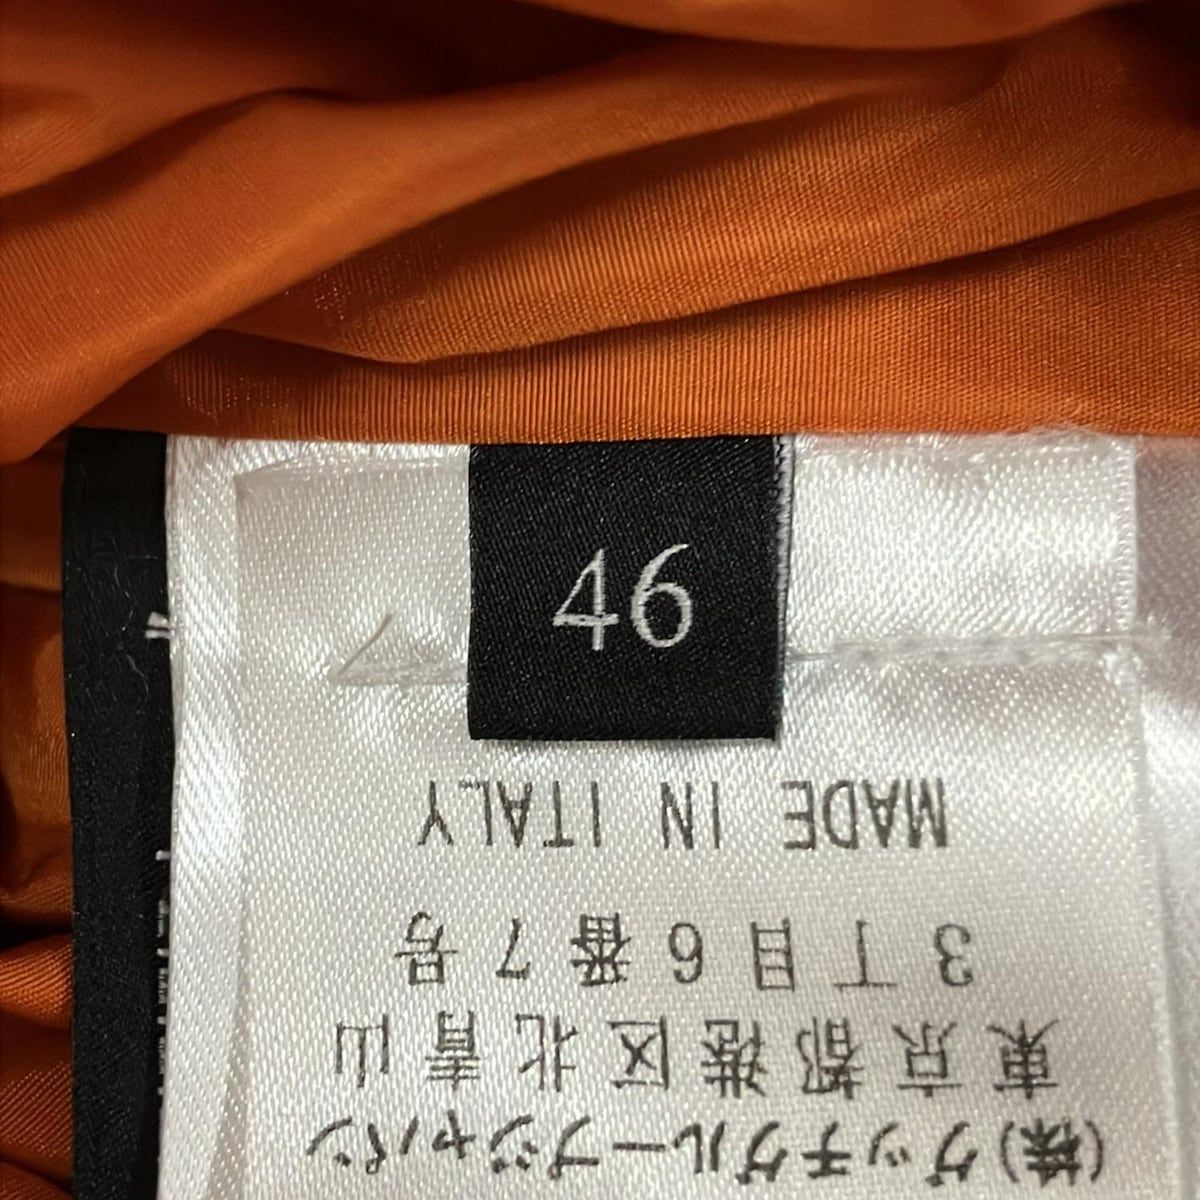 46
(株)グッチグループジャパン
東京都港区北青山
3丁目6番7号
MADE IN ITALY